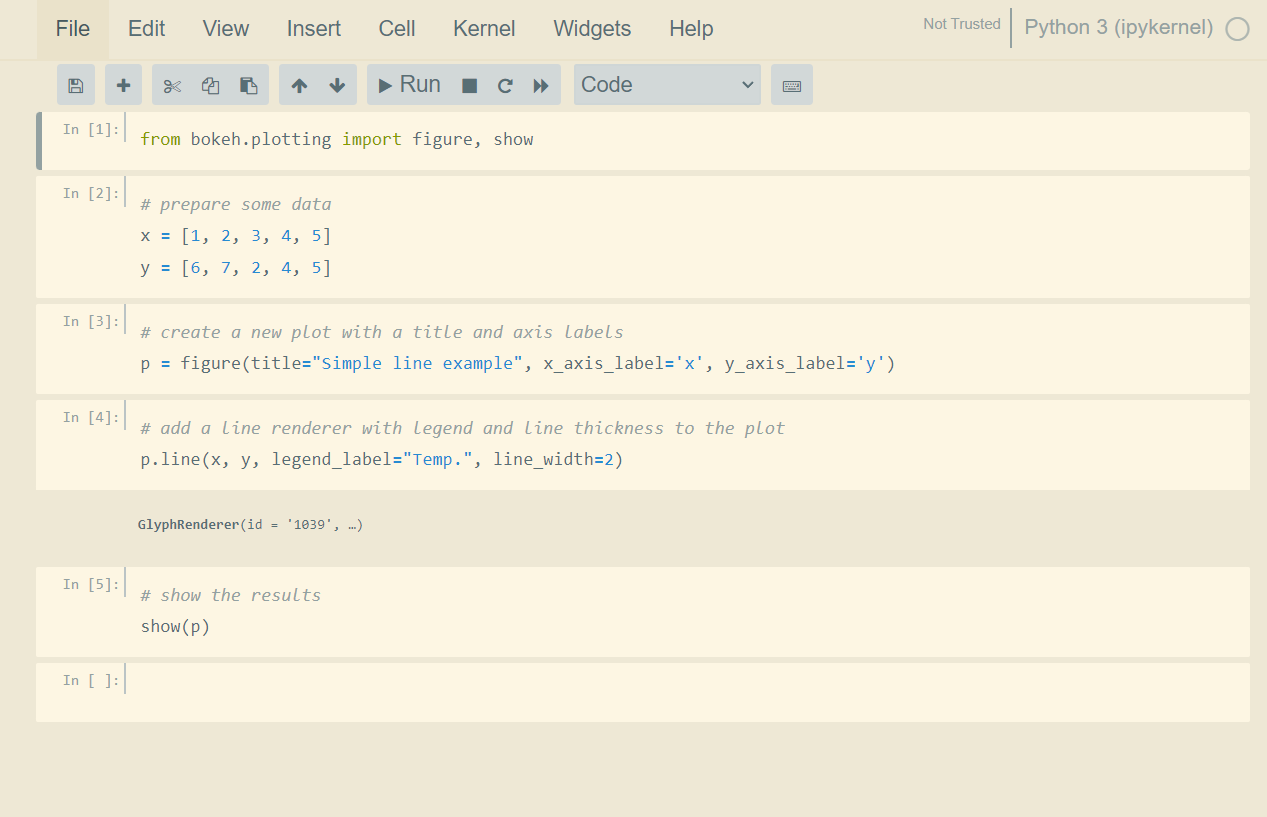 File Edit View Insert Cell Kernel Widgets Help Not Trusted Python 3 (ipykernel)
Run Code
In [1]: from bokeh.plotting import figure, show
In [2]: # prepare some data
x = [1, 2, 3, 4, 5]
y = [6, 7, 2, 4, 5]
In [3]: # create a new plot with a title and axis labels
p = figure(title="Simple line example", x_axis_label='x', y_axis_label='y')
In [4]: # add a line renderer with legend and line thickness to the plot
p.line(x, y, legend_label="Temp.", line_width=2)
GlyphRenderer(id = '1039', …)
In [5]: # show the results
show(p)
In [ ]: